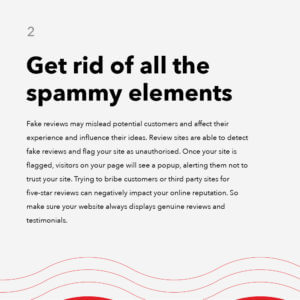 2
Get rid of all the
spammy elements
Fake reviews may mislead potential customers and affect their
experience and influence their ideas. Review sites are able to detect
fake reviews and flag your site as unauthorised. Once your site is
flagged, visitors on your page will see a popup, alerting them not to
trust your site. Trying to bribe customers or third party sites for
five-star reviews can negatively impact your online reputation. So
make sure your website always displays genuine reviews and
testimonials.